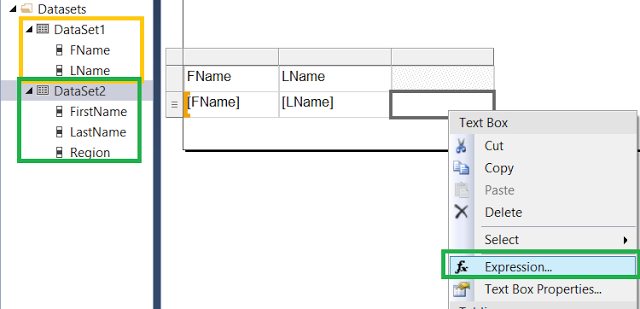 Datasets
DataSet1
FName
LName
DataSet2
FirstName
LastName
Region
FName LName
[FName] [LName]
Text Box
Cut
Copy
Paste
Delete
Select
fx Expression...
Text Box Properties...